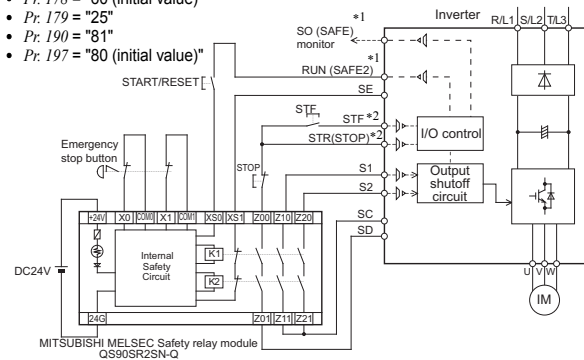 • Pr. 178 = "60 (initial value)"
• Pr. 179 = "25"
• Pr. 190 = "81"
• Pr. 197 = "80 (initial value)"
Inverter
R/L1 S/L2 T/L3
*1
SO (SAFE)
monitor
*1
RUN (SAFE2)
START/RESET
SE
STF
STF *2
STR(STOP) *2
I/O control
Emergency
stop button
STOP
S1
S2
Output
shutoff
circuit
SC
SD
+24V X0 COM0 X1 COM1 XS0 XS1 Z00 Z10 Z20
Internal
Safety
Circuit
K1
K2
DC24V
24G Z01 Z11 Z21
U V W
IM
MITSUBISHI MELSEC Safety relay module
QS90SR2SN-Q